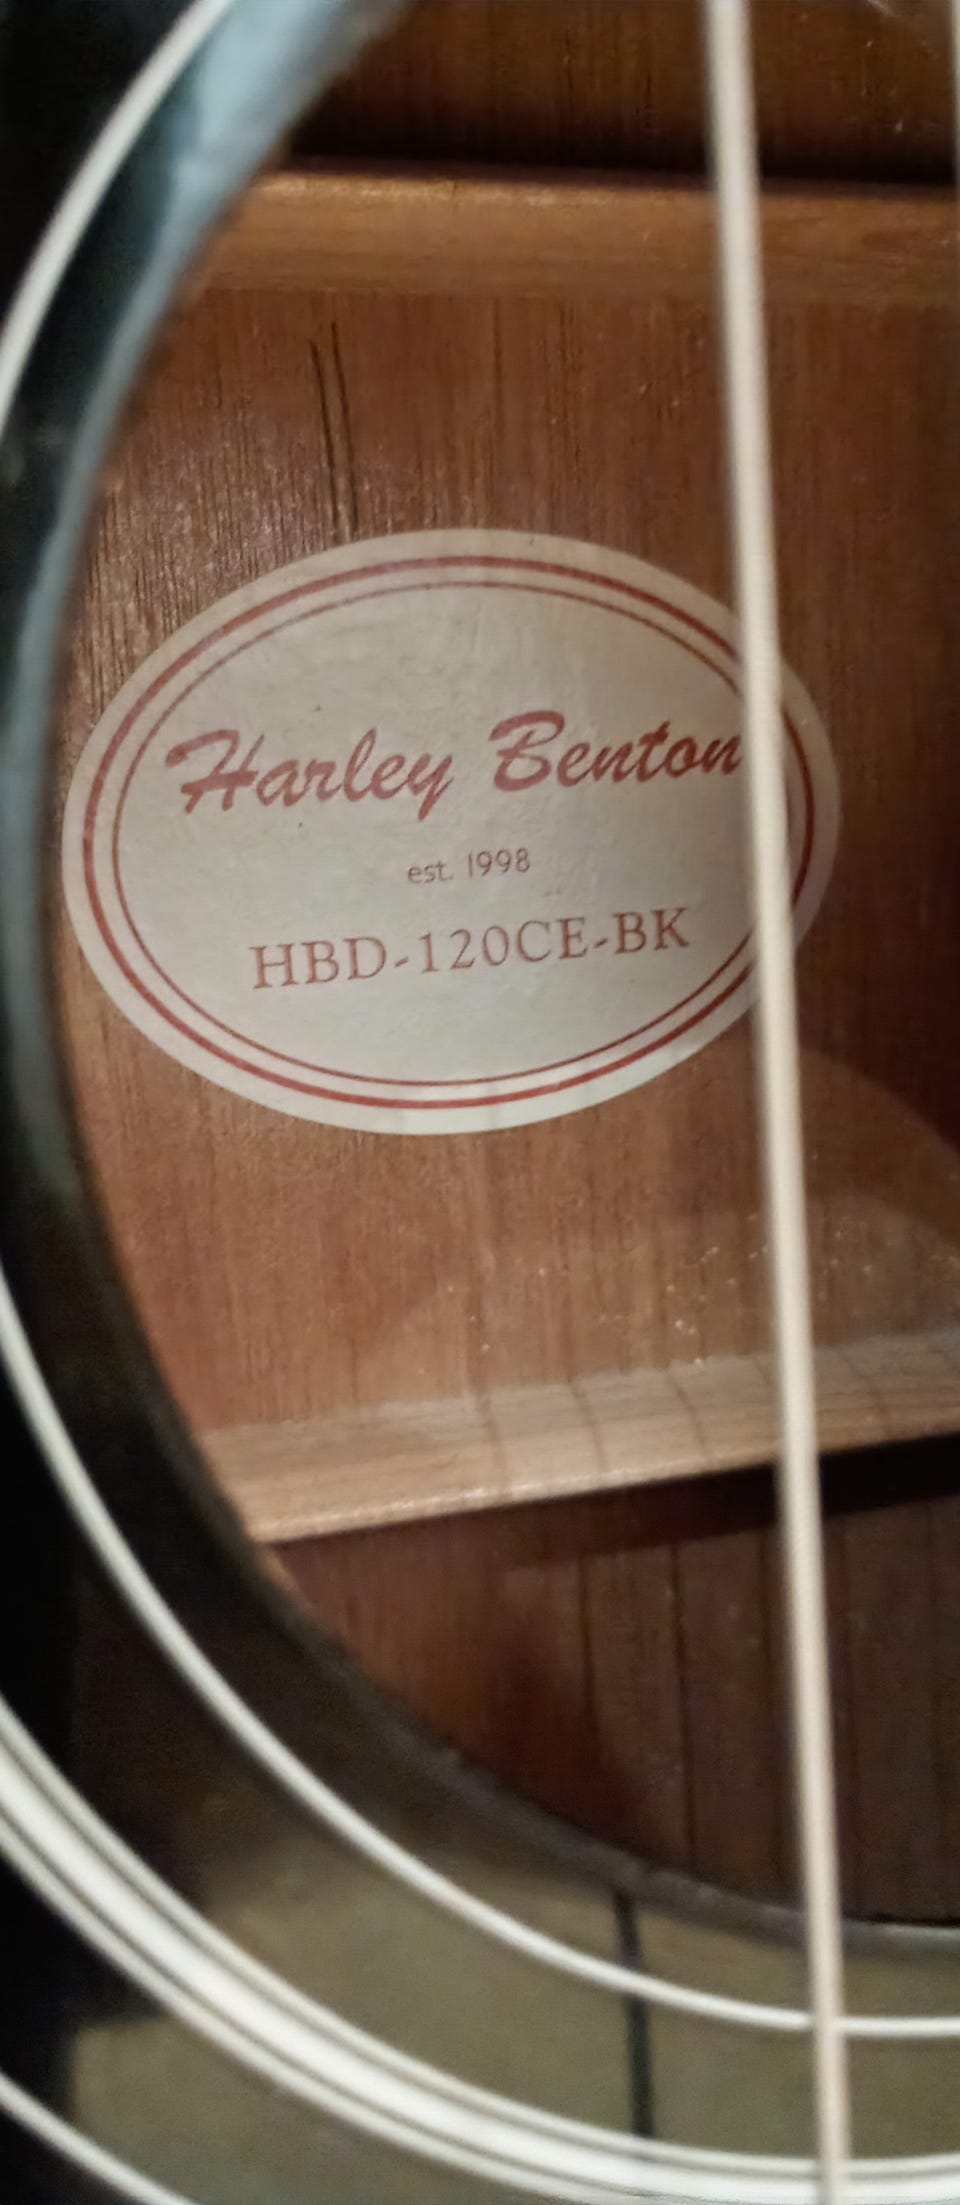 Harley Benton
est. 1998
HBD-120CE-BK